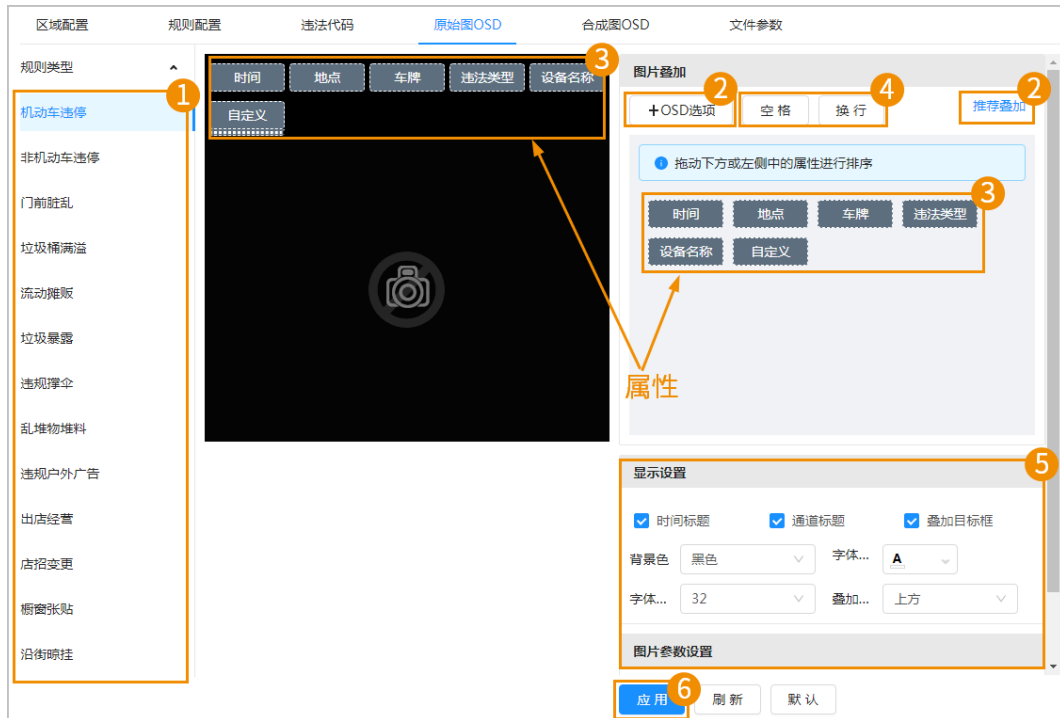 区域配置 规则配置 违法代码 原始图OSD 合成图OSD 文件参数
规则类型
机动车违停
非机动车违停
门前脏乱
垃圾桶满溢
流动摊贩
垃圾暴露
违规撑伞
乱堆物堆料
违规户外广告
出店经营
店招变更
橱窗张贴
沿街晾挂
1
时间 地点 车牌 违法类型 设备名称
自定义
3
属性
图片叠加
+OSD选项 空格 换行 推荐叠加
2 4 2
拖动下方或左侧中的属性进行排序
3
时间 地点 车牌 违法类型
设备名称 自定义
显示设置
5
时间标题 通道标题 叠加目标框
背景色 黑色 字体... A
字体... 32 叠加... 上方
图片参数设置
应用 刷新 默认
6